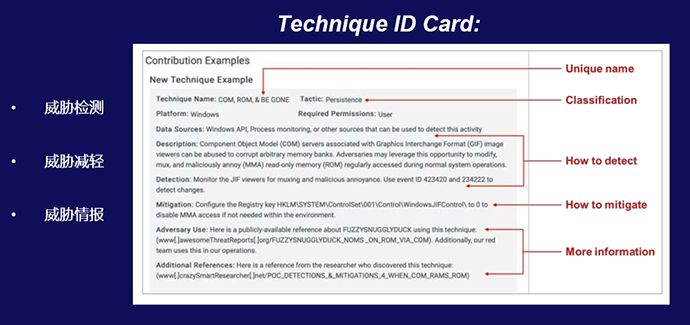 Technique ID Card:
• 威胁检测
• 威胁减轻
• 威胁情报
Contribution Examples
New Technique Example
Technique Name: COM, ROM, & BE GONE Tactic: Persistence
Platform: Windows Required Permissions: User
Data Sources: Windows API, Process monitoring, or other sources that can be used to detect this activity
Description: Component Object Model (COM) servers associated with Graphics Interchange Format (GIF) image
viewers can be abused to corrupt arbitrary memory banks. Adversaries may leverage this opportunity to modify,
mux, and maliciously annoy (MMA) read-only memory (ROM) regularly accessed during normal system operations.
Detection: Monitor the JIF viewers for muxing and malicious annoyance. Use event ID 423420 and 234222 to
detect changes.
Mitigation: Configure the Registry key HKLM\SYSTEM\ControlSet\001\Control\WindowsJIFControl\ to 0 to
disable MMA access if not needed within the environment.
Adversary Use: Here is a publicly-available reference about FUZZYSNUGGLYDUCK using this technique:
(www[.]awesomeThreatReports[.]org/FUZZYSNUGGLYDUCK_NOMS _ON_ROM_VIA_COM). Additionally, our red
team uses this in our operations.
Additional References: Here is a reference from the researcher who discovered this technique:
(www[.]crazySmartResearcher[.]net/POC_DETECTIONS_&_MITIGATIONS_4_WHEN_COM_RAMS_ROM)
Unique name
Classification
How to detect
How to mitigate
More information